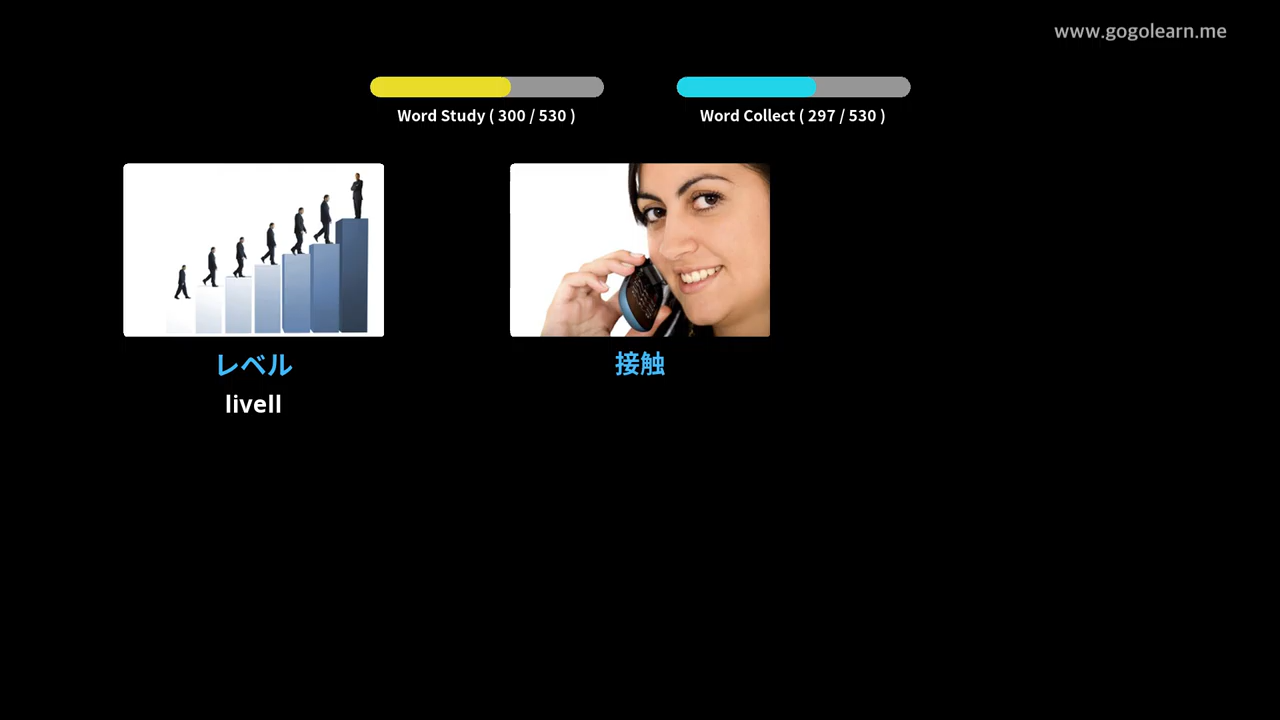 www.gogolearn.me
Word Study ( 300 / 530 )
Word Collect ( 297 / 530 )
レベル
livell
接触